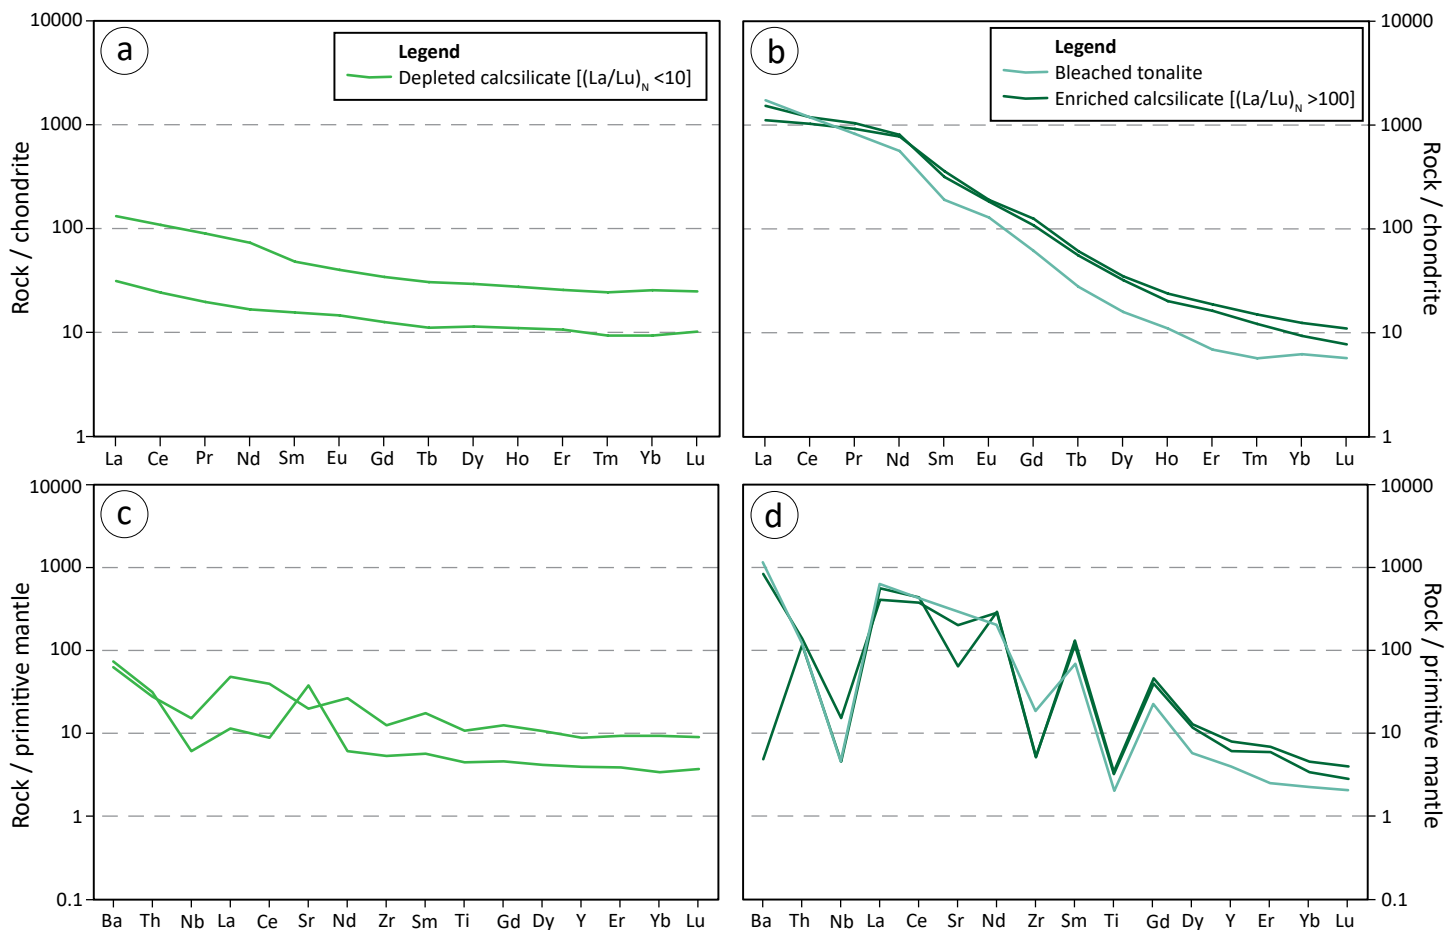 a
Legend
Depleted calcsilicate [(La/Lu)N <10]
10000
1000
100
10
1
Rock / chondrite
La Ce Pr Nd Sm Eu Gd Tb Dy Ho Er Tm Yb Lu
b
Legend
Bleached tonalite
Enriched calcsilicate [(La/Lu)N >100]
10000
1000
100
10
1
Rock / chondrite
La Ce Pr Nd Sm Eu Gd Tb Dy Ho Er Tm Yb Lu
c
10000
1000
100
10
1
0.1
Rock / primitive mantle
Ba Th Nb La Ce Sr Nd Zr Sm Ti Gd Dy Y Er Yb Lu
d
10000
1000
100
10
1
0.1
Rock / primitive mantle
Ba Th Nb La Ce Sr Nd Zr Sm Ti Gd Dy Y Er Yb Lu